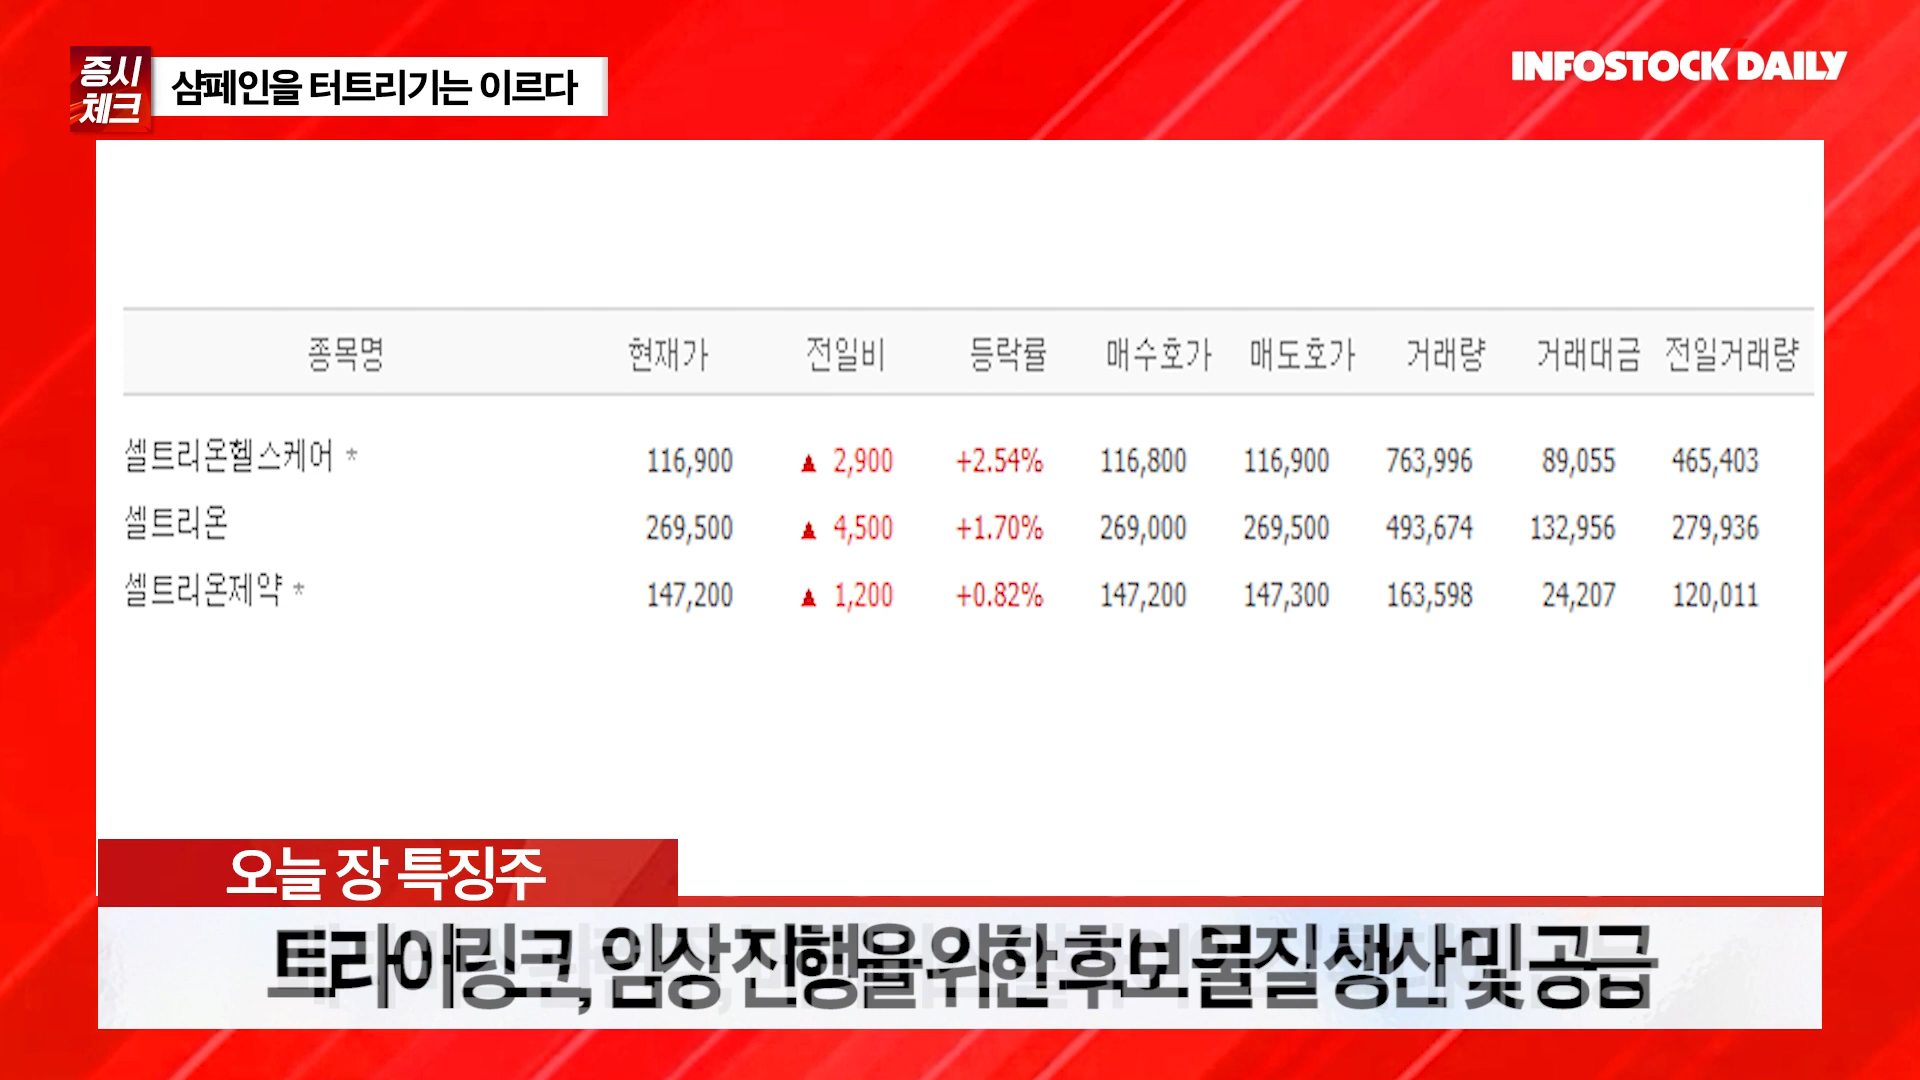 증시
체크
샴페인을 터트리기는 이르다
INFOSTOCK DAILY
종목명 현재가 전일비 등락률 매수호가 매도호가 거래량 거래대금 전일거래량
셀트리온헬스케어 * 116,900 ▲ 2,900 +2.54% 116,800 116,900 763,996 89,055 465,403
셀트리온 269,500 ▲ 4,500 +1.70% 269,000 269,500 493,674 132,956 279,936
셀트리온제약 * 147,200 ▲ 1,200 +0.82% 147,200 147,300 163,598 24,207 120,011
오늘 장 특징주
트라이링크, 임상 진행을 위한 후보 물질 생산 및 공급